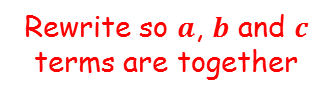 Rewrite so a, b and c
terms are together